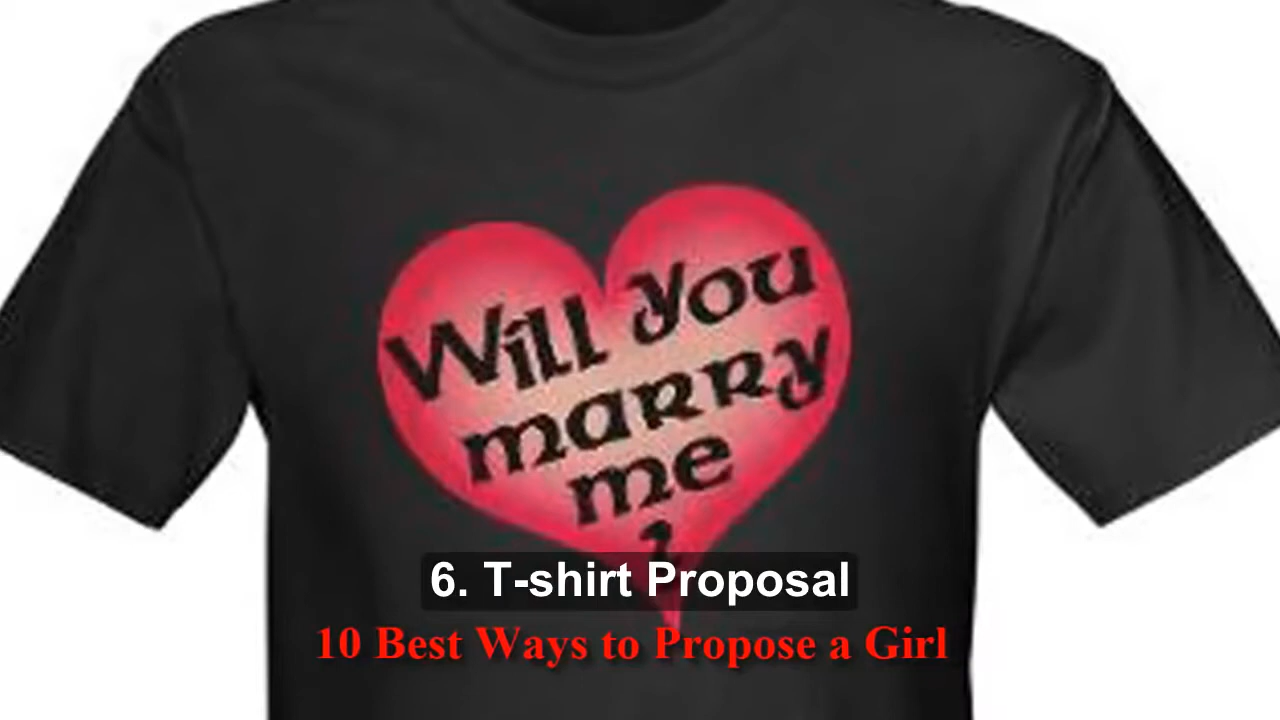 Will you
marry
me
?
6. T-shirt Proposal
10 Best Ways to Propose a Girl